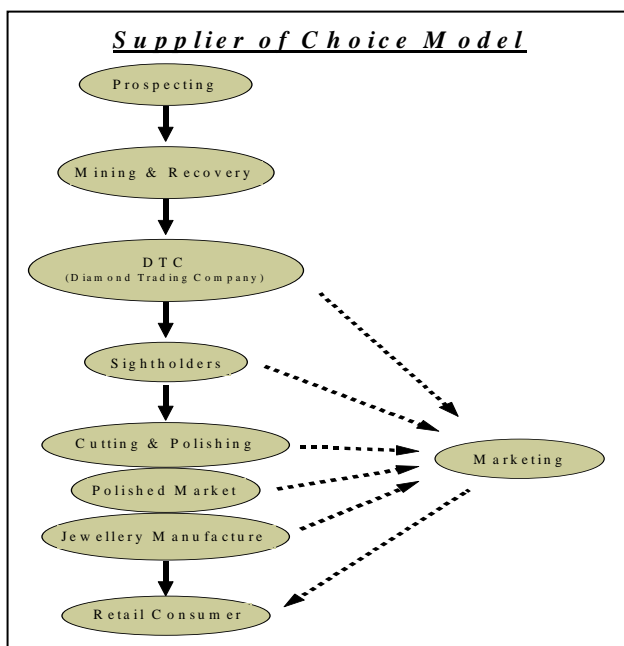 Supplier of Choice Model
Prospecting
Mining & Recovery
DTC
(Diamond Trading Company)
Sightholders
Cutting & Polishing
Marketing
Polished Market
Jewellery Manufacture
Retail Consumer